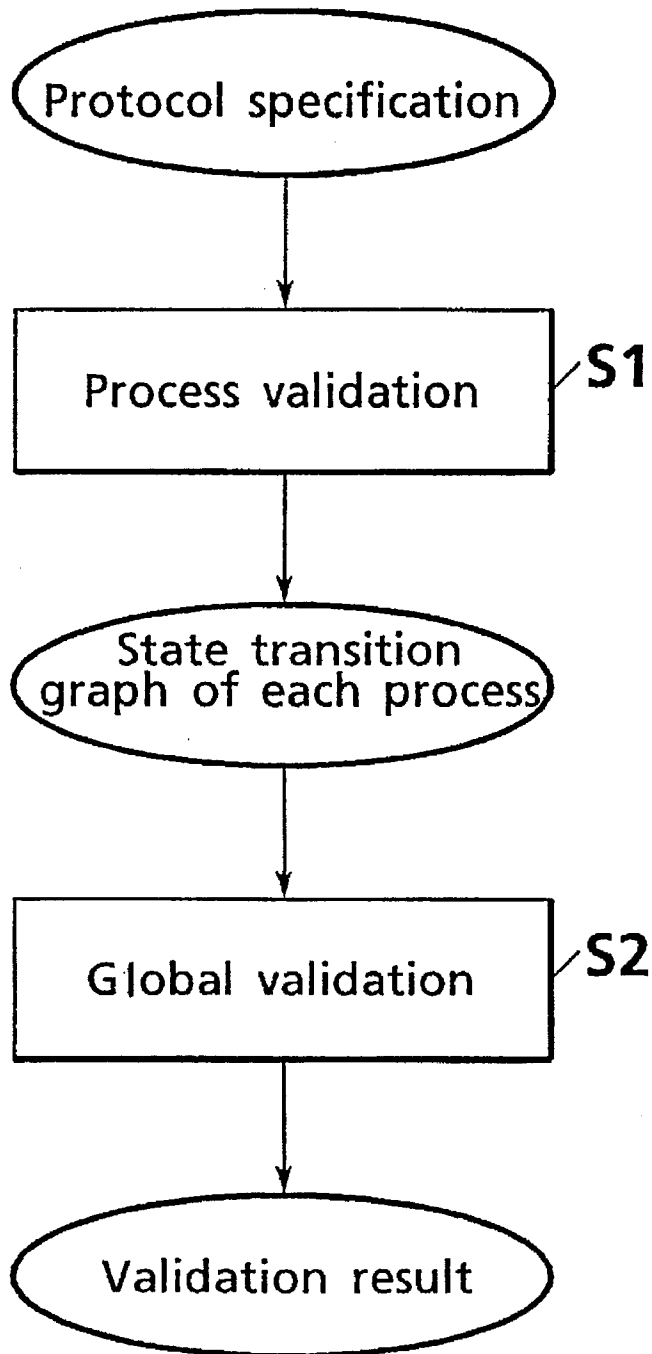 Protocol specification
Process validation
S1
State transition
graph of each process
Global validation
S2
Validation result